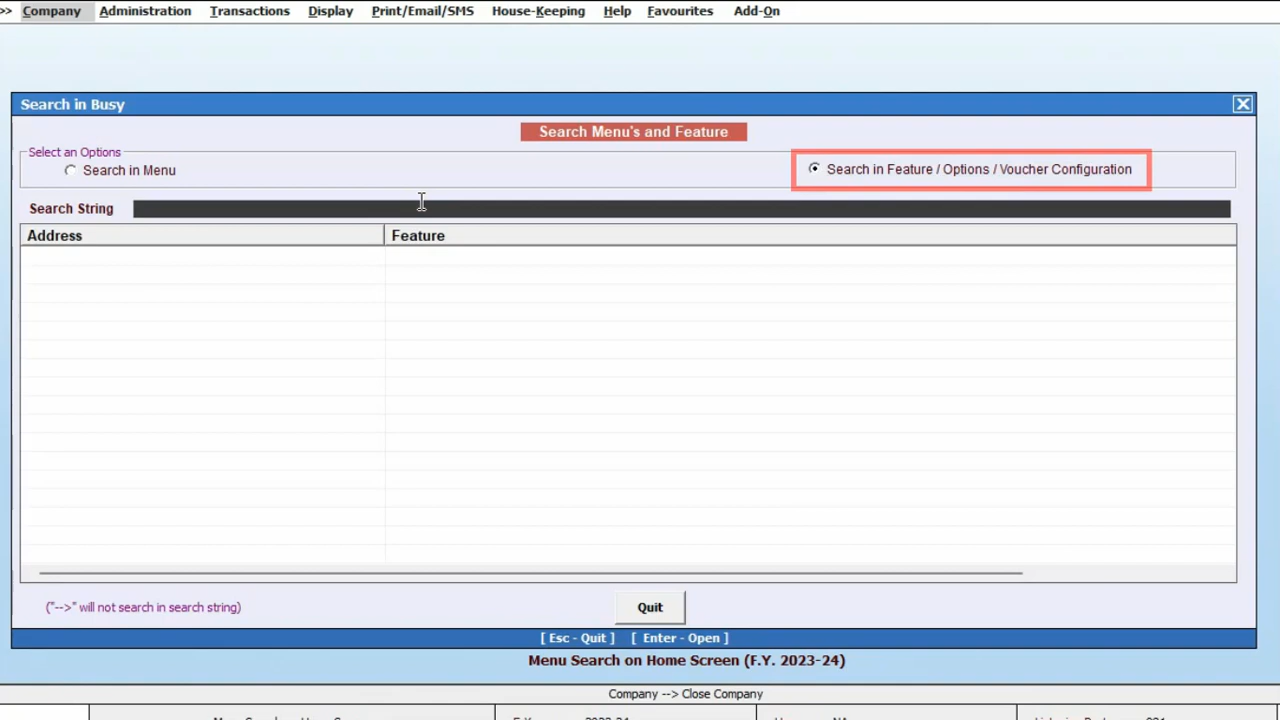 >> Company Administration Transactions Display Print/Email/SMS House-Keeping Help Favourites Add-On
Search in Busy
Search Menu's and Feature
Select an Options
Search in Menu Search in Feature / Options / Voucher Configuration
Search String
Address Feature
("-->" will not search in search string) Quit
[ Esc - Quit ] [ Enter - Open ]
Menu Search on Home Screen (F.Y. 2023-24)
Company --> Close Company